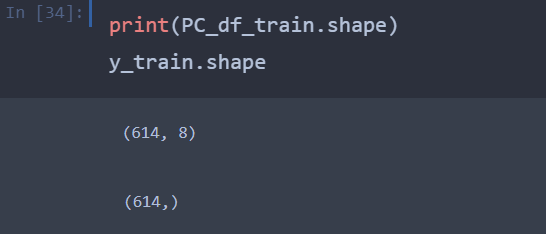 In [34]:
print(PC_df_train.shape)
y_train.shape
(614, 8)
(614,)